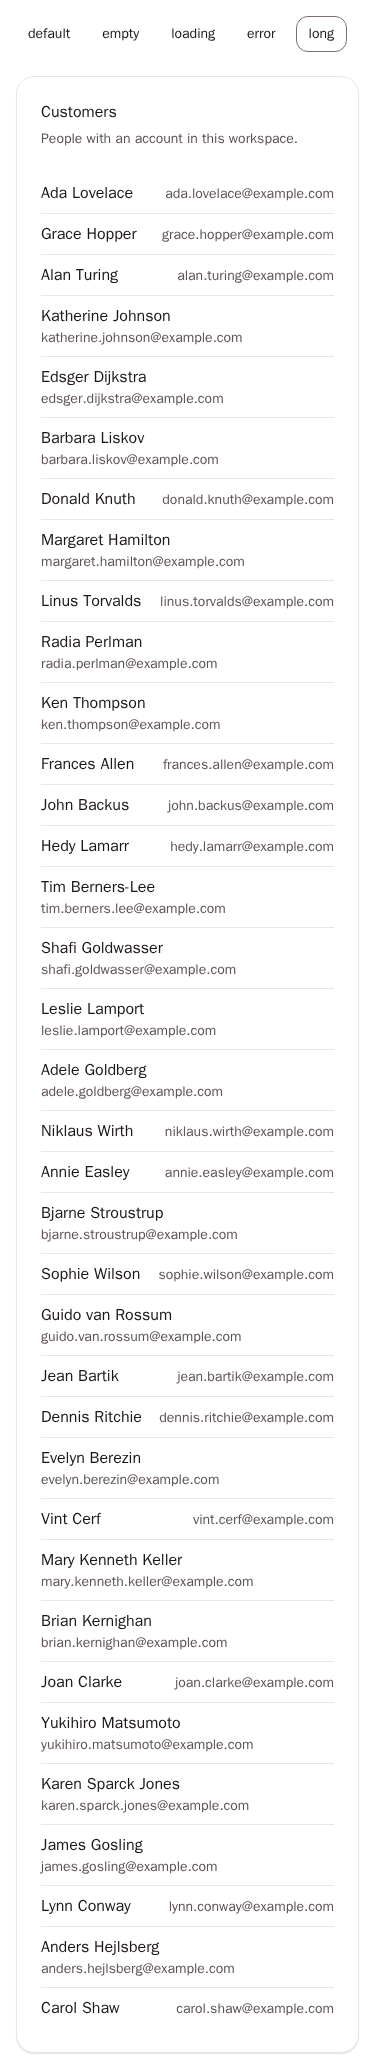 default empty loading error long
Customers
People with an account in this workspace.
Ada Lovelace ada.lovelace@example.com
Grace Hopper grace.hopper@example.com
Alan Turing alan.turing@example.com
Katherine Johnson
katherine.johnson@example.com
Edsger Dijkstra
edsger.dijkstra@example.com
Barbara Liskov
barbara.liskov@example.com
Donald Knuth donald.knuth@example.com
Margaret Hamilton
margaret.hamilton@example.com
Linus Torvalds linus.torvalds@example.com
Radia Perlman
radia.perlman@example.com
Ken Thompson
ken.thompson@example.com
Frances Allen frances.allen@example.com
John Backus john.backus@example.com
Hedy Lamarr hedy.lamarr@example.com
Tim Berners-Lee
tim.berners.lee@example.com
Shafi Goldwasser
shafi.goldwasser@example.com
Leslie Lamport
leslie.lamport@example.com
Adele Goldberg
adele.goldberg@example.com
Niklaus Wirth niklaus.wirth@example.com
Annie Easley annie.easley@example.com
Bjarne Stroustrup
bjarne.stroustrup@example.com
Sophie Wilson sophie.wilson@example.com
Guido van Rossum
guido.van.rossum@example.com
Jean Bartik jean.bartik@example.com
Dennis Ritchie dennis.ritchie@example.com
Evelyn Berezin
evelyn.berezin@example.com
Vint Cerf vint.cerf@example.com
Mary Kenneth Keller
mary.kenneth.keller@example.com
Brian Kernighan
brian.kernighan@example.com
Joan Clarke joan.clarke@example.com
Yukihiro Matsumoto
yukihiro.matsumoto@example.com
Karen Sparck Jones
karen.sparck.jones@example.com
James Gosling
james.gosling@example.com
Lynn Conway lynn.conway@example.com
Anders Hejlsberg
anders.hejlsberg@example.com
Carol Shaw carol.shaw@example.com